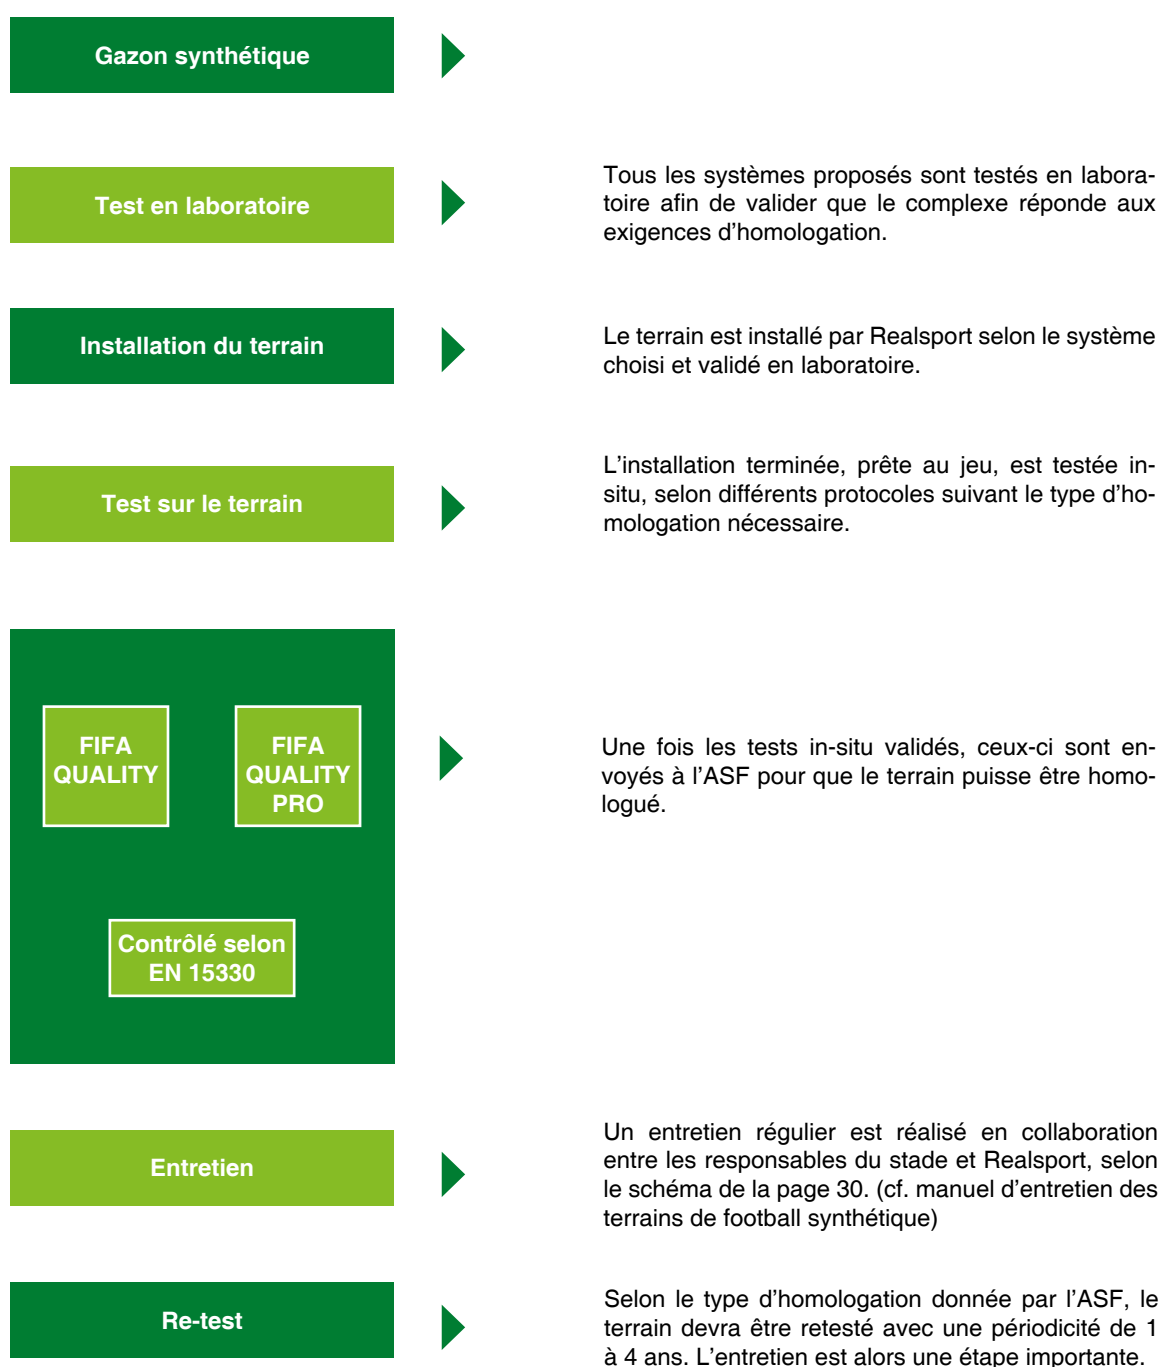 Gazon synthétique
Test en laboratoire
Tous les systèmes proposés sont testés en labora-
toire afin de valider que le complexe réponde aux
exigences d’homologation.
Installation du terrain
Le terrain est installé par Realsport selon le système
choisi et validé en laboratoire.
Test sur le terrain
L’installation terminée, prête au jeu, est testée in-
situ, selon différents protocoles suivant le type d’ho-
mologation nécessaire.
FIFA
QUALITY
FIFA
QUALITY
PRO
Contrôlé selon
EN 15330
Une fois les tests in-situ validés, ceux-ci sont en-
voyés à l’ASF pour que le terrain puisse être homo-
logué.
Entretien
Un entretien régulier est réalisé en collaboration
entre les responsables du stade et Realsport, selon
le schéma de la page 30. (cf. manuel d’entretien des
terrains de football synthétique)
Re-test
Selon le type d’homologation donnée par l’ASF, le
terrain devra être retesté avec une périodicité de 1
à 4 ans. L’entretien est alors une étape importante.